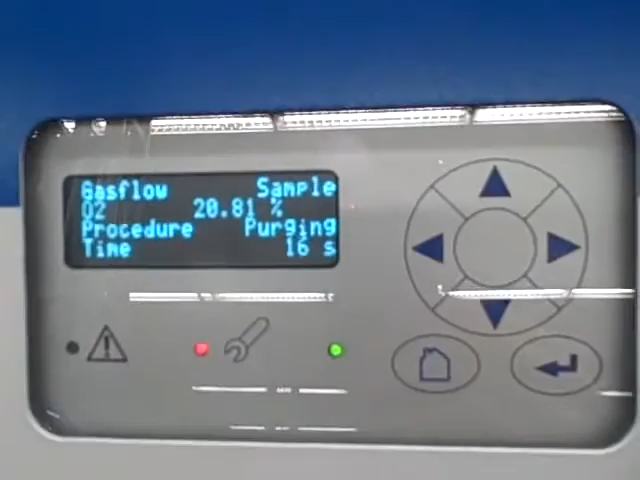 Gasflow Sample
O2 20.81 %
Procedure Purging
Time 16 s